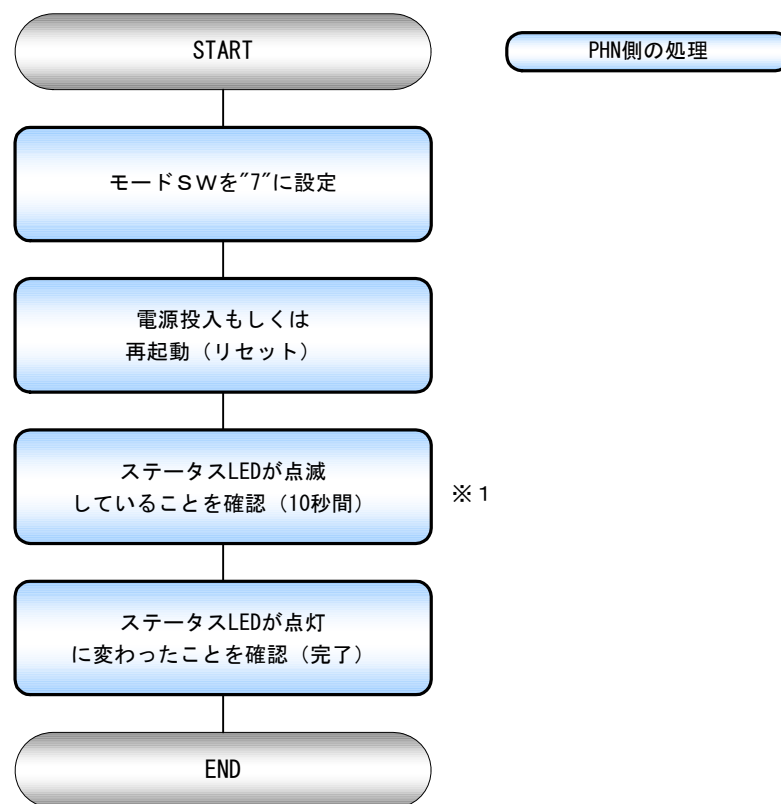 START
PHN側の処理
モードＳＷを"7"に設定
電源投入もしくは
再起動（リセット）
ステータスLEDが点滅
していることを確認（10秒間）
※１
ステータスLEDが点灯
に変わったことを確認（完了）
END